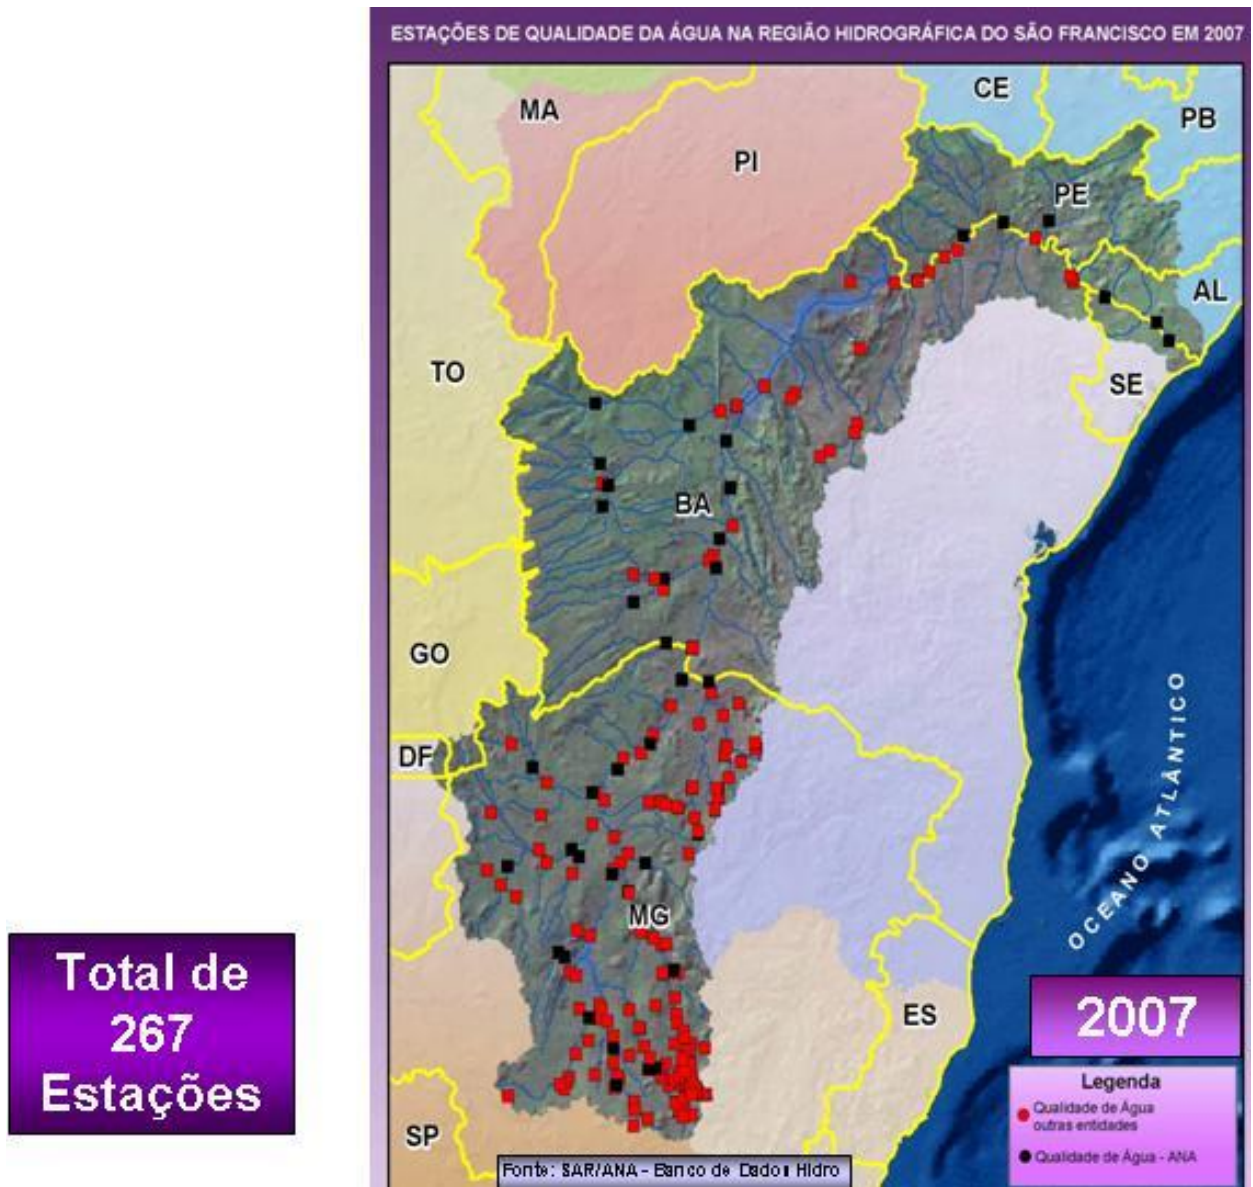 ESTAÇÕES DE QUALIDADE DA ÁGUA NA REGIÃO HIDROGRÁFICA DO SÃO FRANCISCO EM 2007
CE
MA
PB
PI
PE
AL
TO
SE
BA
GO
DF
OCEANO ATLÂNTICO
MG
Total de
267
Estações
ES
2007
Legenda
Qualidade de Água
outras entidades
Qualidade de Água - ANA
SP
Fonte: SAR/ANA - Banco de Dados Hidro